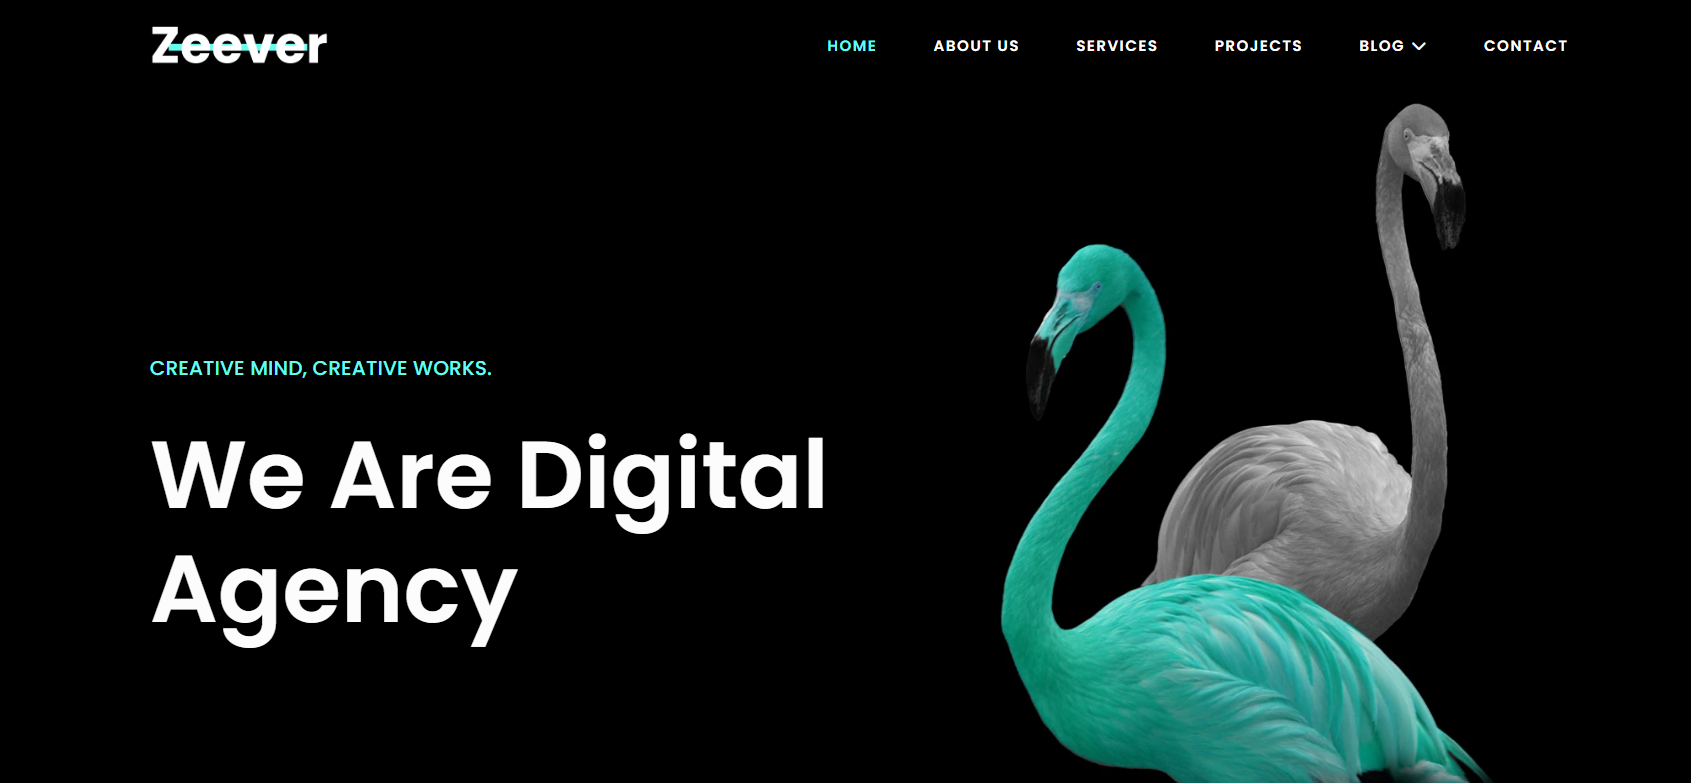 Zeever
HOME ABOUT US SERVICES PROJECTS BLOG CONTACT
CREATIVE MIND, CREATIVE WORKS.
We Are Digital
Agency